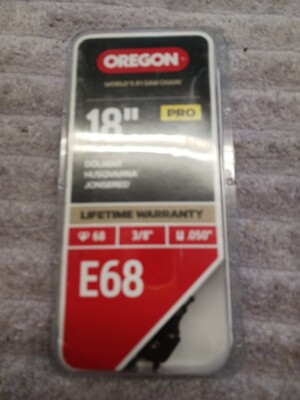 OREGON
WORLD'S #1 SAW CHAIN
18" PRO
DOLMAR
HUSQVARNA
JONSERED
LIFETIME WARRANTY
68 3/8" .050"
E68